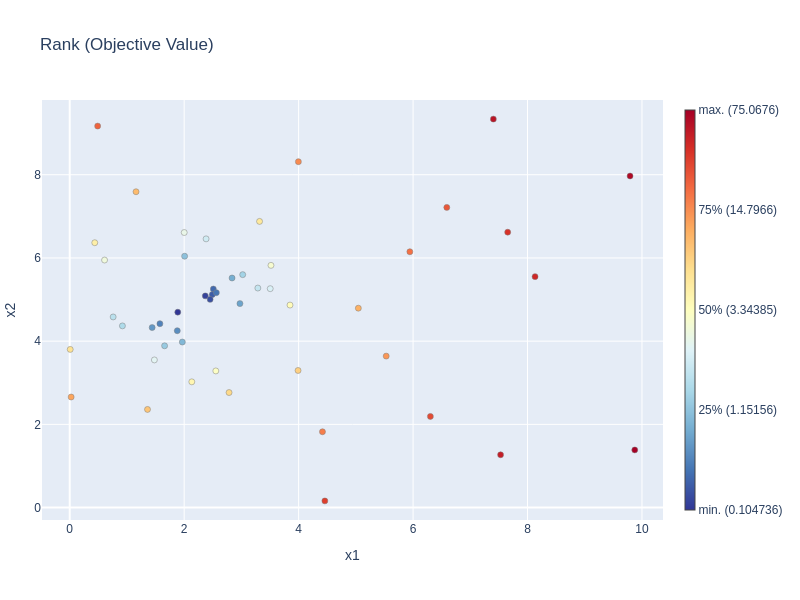 Rank (Objective Value)
max. (75.0676)
75% (14.7966)
50% (3.34385)
25% (1.15156)
min. (0.104736)
8
6
4
2
0
x2
0
2
4
6
8
10
x1